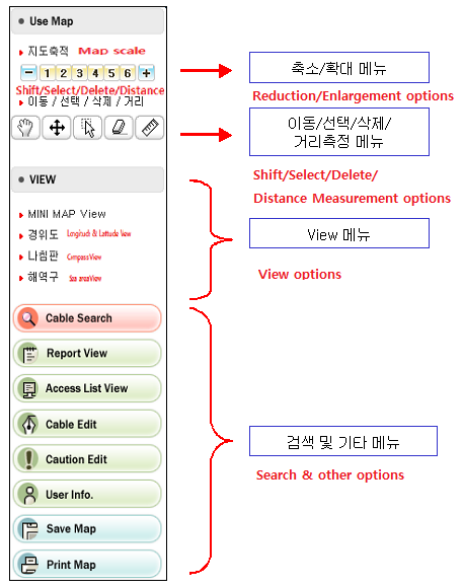 Use Map
지도축적 Map scale
− 1 2 3 4 5 6 +
Shift/Select/Delete/Distance
이동 / 선택 / 삭제 / 거리
축소/확대 메뉴
Reduction/Enlargement options
이동/선택/삭제/
거리측정 메뉴
Shift/Select/Delete/
Distance Measurement options
VIEW
MINI MAP View
경위도 Longitude & Latitude View
나침판 Compass View
해역구 Sea area View
View 메뉴
View options
Cable Search
Report View
Access List View
Cable Edit
Caution Edit
User Info.
Save Map
Print Map
검색 및 기타 메뉴
Search & other options